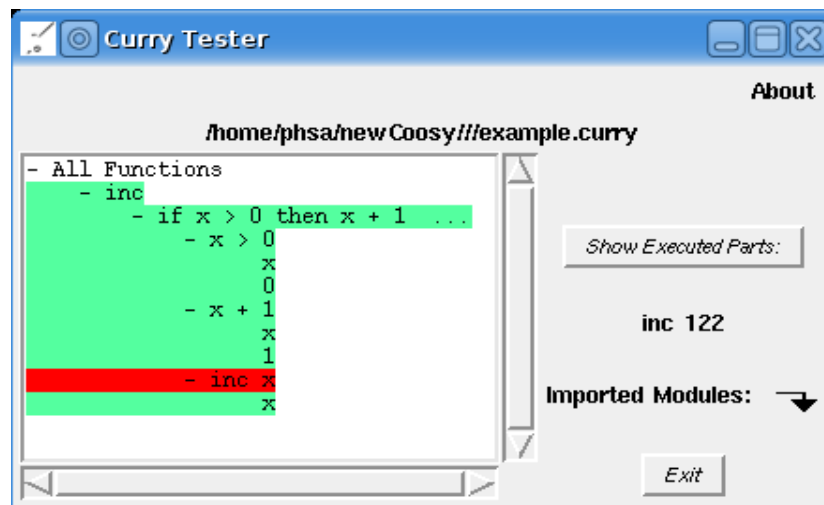 Curry Tester
About
/home/phsa/newCoosy///example.curry
- All Functions
- inc
- if x > 0 then x + 1 ...
- x > 0
x
0
- x + 1
x
1
- inc x
x
Show Executed Parts:
inc 122
Imported Modules:
Exit